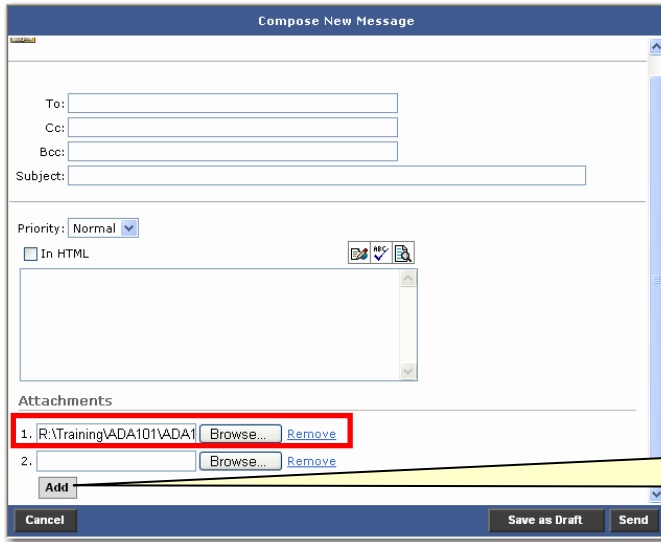 Compose New Message
To:
Cc:
Bcc:
Subject:
Priority: Normal
In HTML
ABC
Attachments
1. R:\Training\ADA101\ADA1 Browse... Remove
2. Browse... Remove
Add
Cancel Save as Draft Send